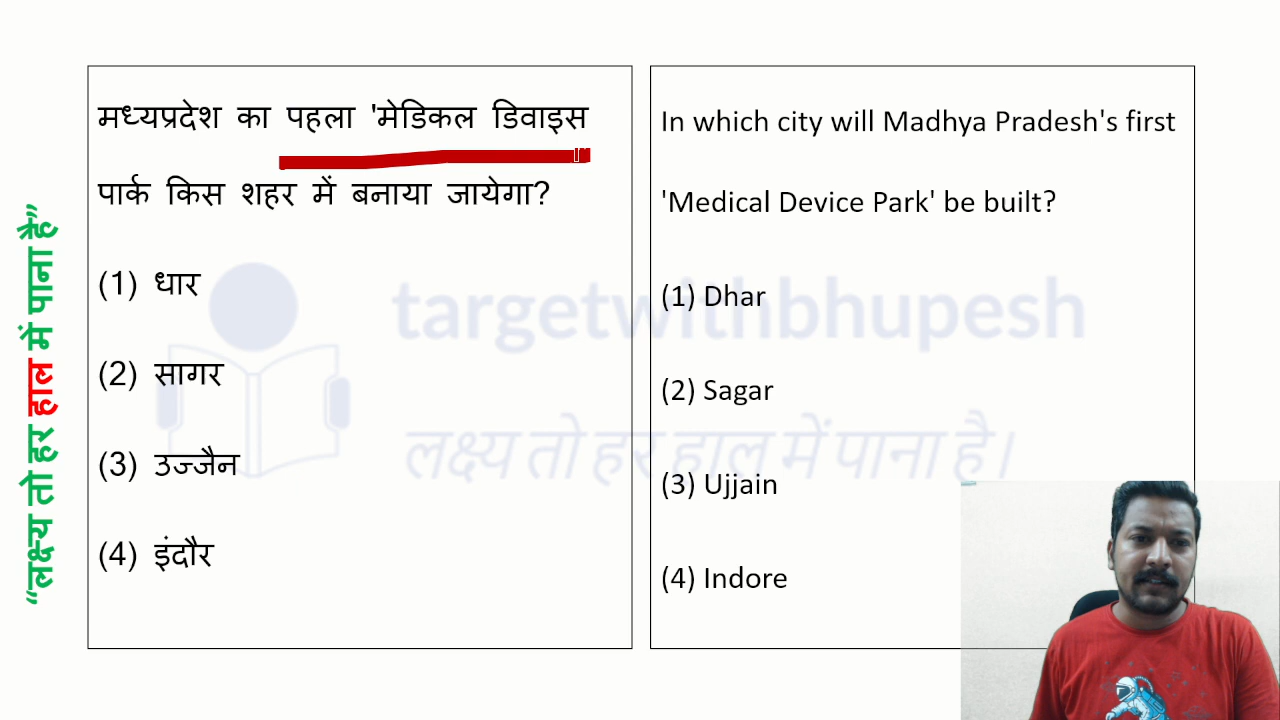 "लक्ष्य तो हर हाल में पाना है"
मध्यप्रदेश का पहला 'मेडिकल डिवाइस
पार्क किस शहर में बनाया जायेगा?
(1) धार
(2) सागर
(3) उज्जैन
(4) इंदौर
In which city will Madhya Pradesh's first
'Medical Device Park' be built?
(1) Dhar
(2) Sagar
(3) Ujjain
(4) Indore
targetwithbhupesh
लक्ष्य तो हर हाल में पाना है।